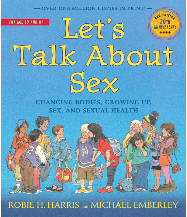 Let's
Talk About
Sex
CHANGING BODIES, GROWING UP,
SEX, AND SEXUAL HEALTH
ROBIE H. HARRIS
MICHAEL EMBERLEY